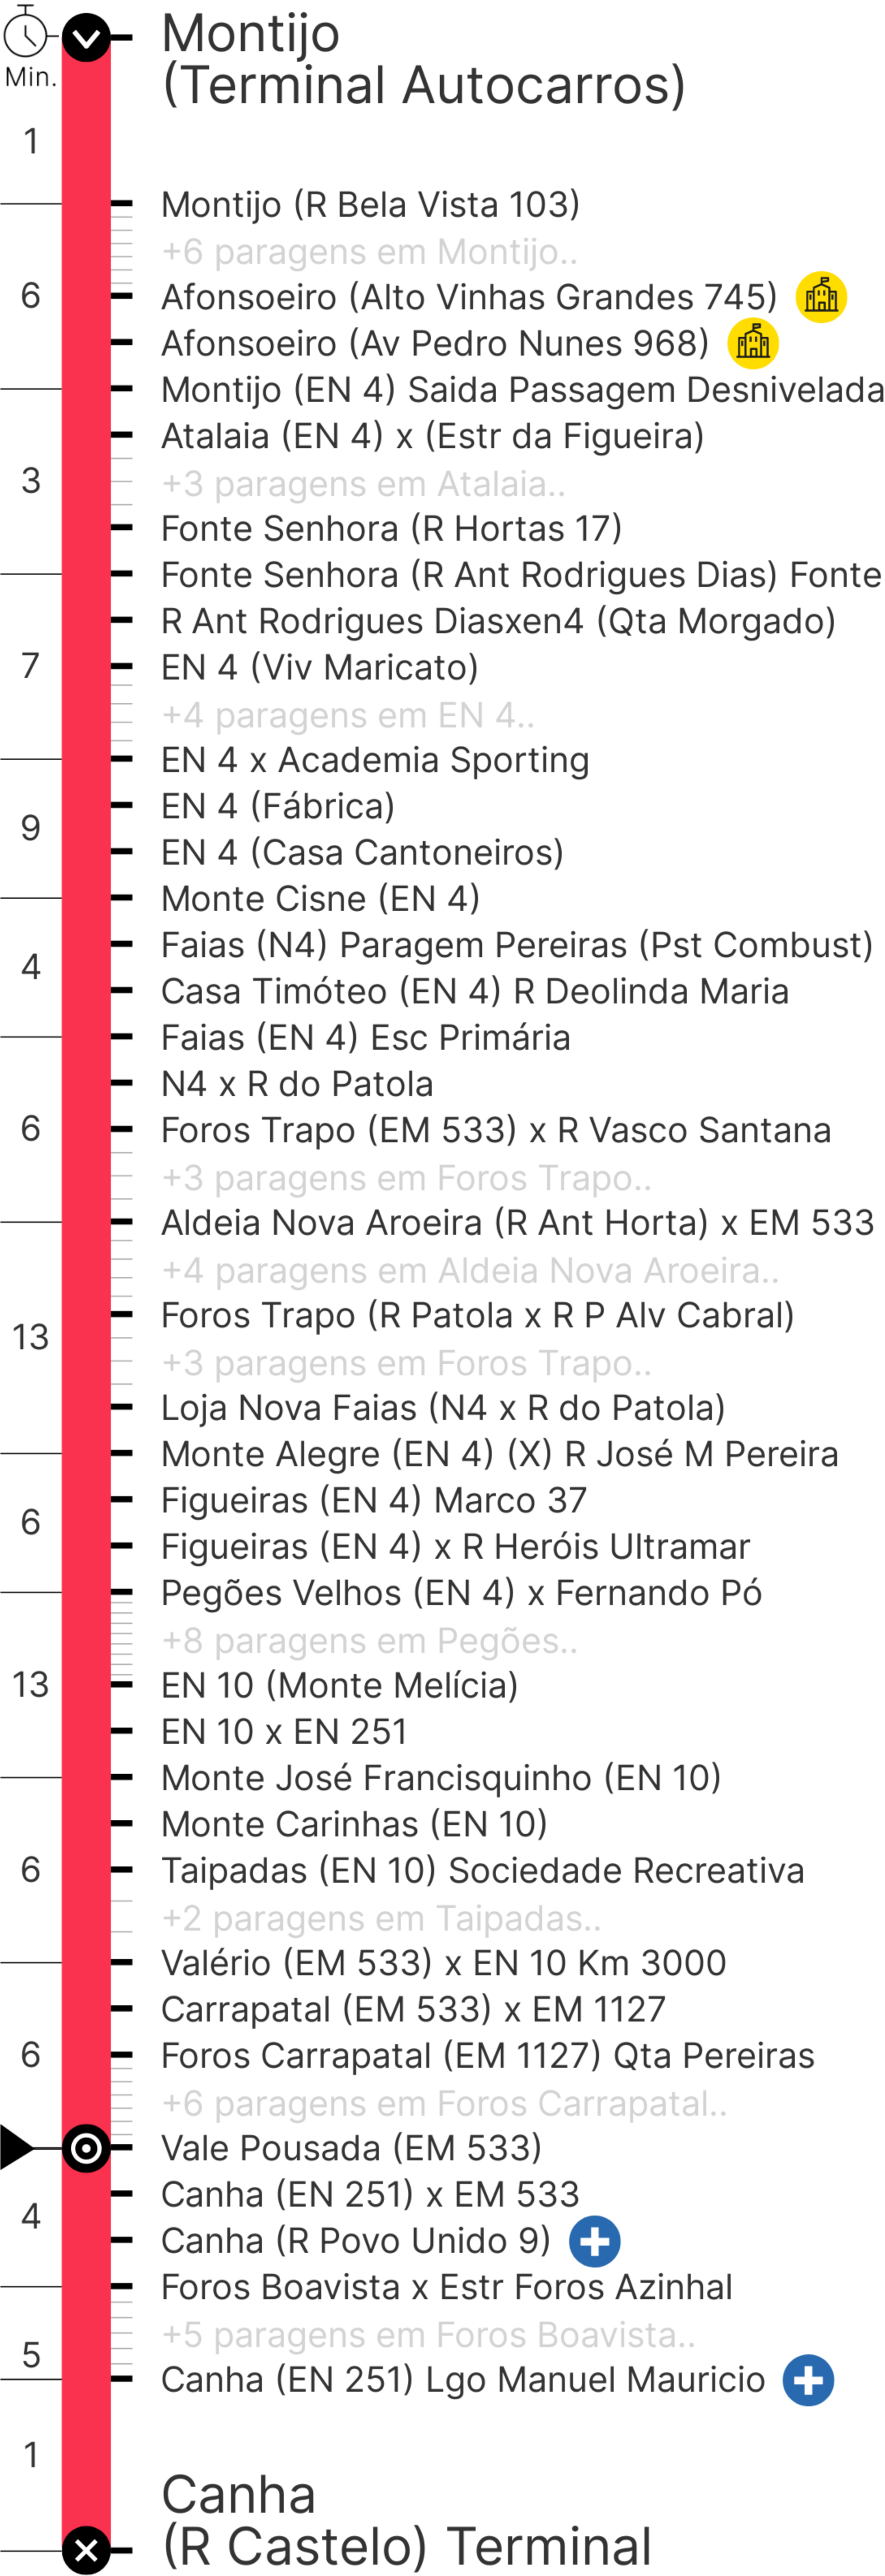 Montijo
(Terminal Autocarros)
Min.
1
Montijo (R Bela Vista 103)
+6 paragens em Montijo..
6
Afonsoeiro (Alto Vinhas Grandes 745)
Afonsoeiro (Av Pedro Nunes 968)
Montijo (EN 4) Saida Passagem Desnivelada
Atalaia (EN 4) x (Estr da Figueira)
3
+3 paragens em Atalaia..
Fonte Senhora (R Hortas 17)
Fonte Senhora (R Ant Rodrigues Dias) Fonte
R Ant Rodrigues Diasxen4 (Qta Morgado)
7
EN 4 (Viv Maricato)
+4 paragens em EN 4..
EN 4 x Academia Sporting
EN 4 (Fábrica)
9
EN 4 (Casa Cantoneiros)
Monte Cisne (EN 4)
Faias (N4) Paragem Pereiras (Pst Combust)
4
Casa Timóteo (EN 4) R Deolinda Maria
Faias (EN 4) Esc Primária
N4 x R do Patola
6
Foros Trapo (EM 533) x R Vasco Santana
+3 paragens em Foros Trapo..
Aldeia Nova Aroeira (R Ant Horta) x EM 533
+4 paragens em Aldeia Nova Aroeira..
Foros Trapo (R Patola x R P Alv Cabral)
13
+3 paragens em Foros Trapo..
Loja Nova Faias (N4 x R do Patola)
Monte Alegre (EN 4) (X) R José M Pereira
Figueiras (EN 4) Marco 37
6
Figueiras (EN 4) x R Heróis Ultramar
Pegões Velhos (EN 4) x Fernando Pó
+8 paragens em Pegões..
13
EN 10 (Monte Melícia)
EN 10 x EN 251
Monte José Francisquinho (EN 10)
Monte Carinhas (EN 10)
6
Taipadas (EN 10) Sociedade Recreativa
+2 paragens em Taipadas..
Valério (EM 533) x EN 10 Km 3000
Carrapatal (EM 533) x EM 1127
6
Foros Carrapatal (EM 1127) Qta Pereiras
+6 paragens em Foros Carrapatal..
Vale Pousada (EM 533)
Canha (EN 251) x EM 533
4
Canha (R Povo Unido 9)
Foros Boavista x Estr Foros Azinhal
+5 paragens em Foros Boavista..
5
Canha (EN 251) Lgo Manuel Mauricio
1
Canha
(R Castelo) Terminal